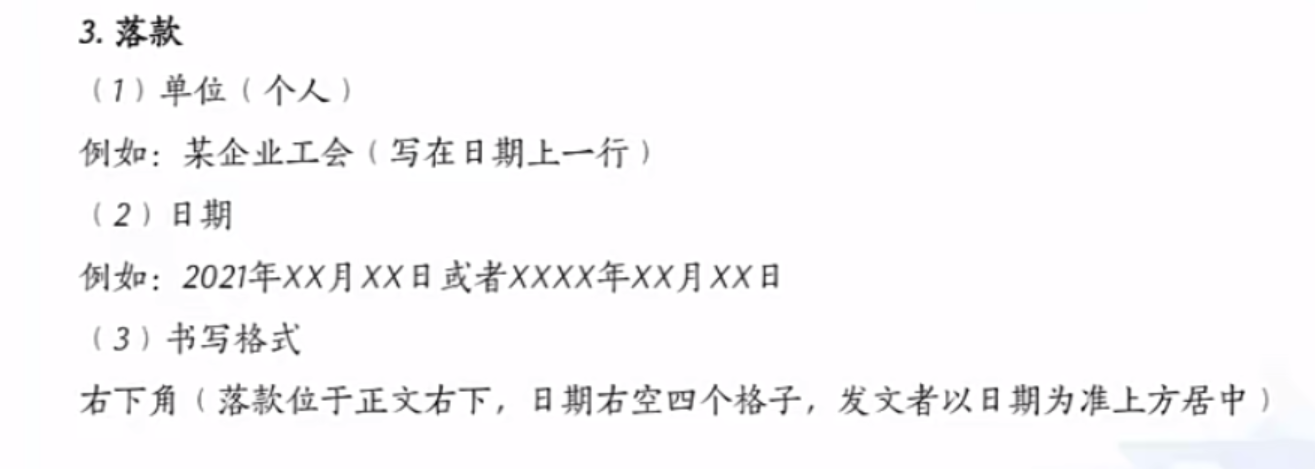 3. 落款
（1）单位（个人）
例如：某企业工会（写在日期上一行）
（2）日期
例如：2021年XX月XX日或者XXXX年XX月XX日
（3）书写格式
右下角（落款位于正文右下，日期右空四个格子，发文者以日期为准上方居中）